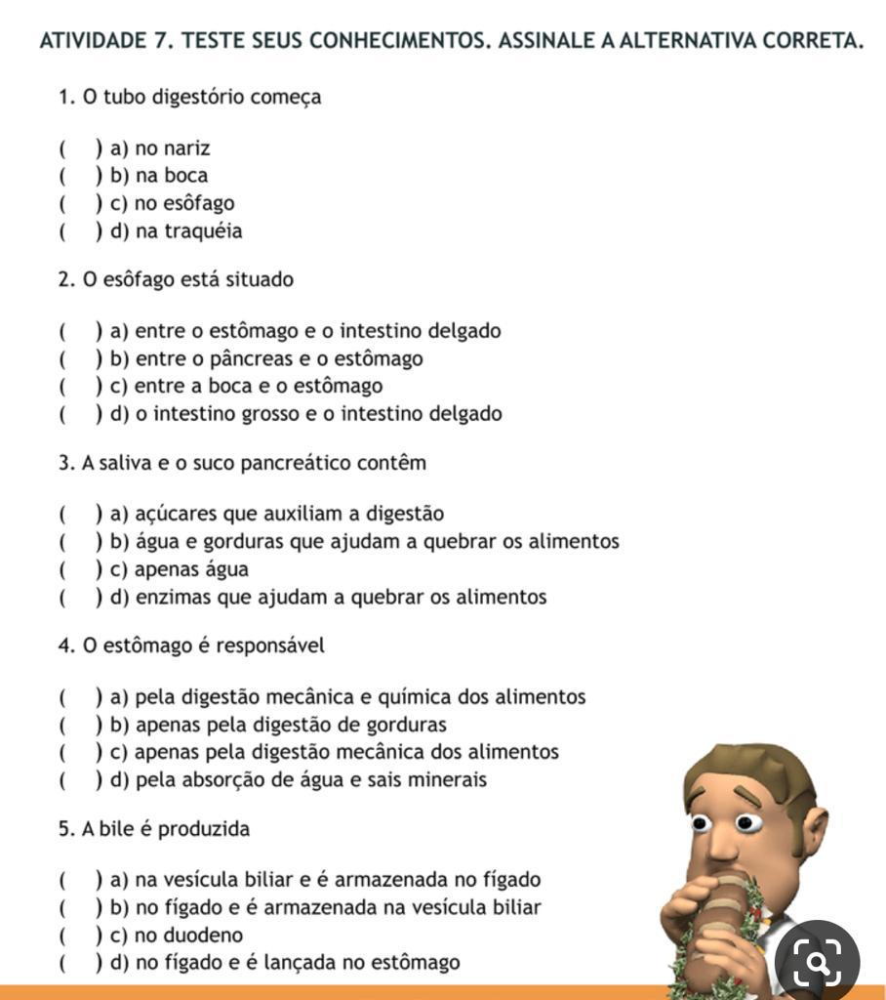 ATIVIDADE 7. TESTE SEUS CONHECIMENTOS. ASSINALE A ALTERNATIVA CORRETA.
1. O tubo digestório começa
( ) a) no nariz
( ) b) na boca
( ) c) no esôfago
( ) d) na traquéia
2. O esôfago está situado
( ) a) entre o estômago e o intestino delgado
( ) b) entre o pâncreas e o estômago
( ) c) entre a boca e o estômago
( ) d) o intestino grosso e o intestino delgado
3. A saliva e o suco pancreático contêm
( ) a) açúcares que auxiliam a digestão
( ) b) água e gorduras que ajudam a quebrar os alimentos
( ) c) apenas água
( ) d) enzimas que ajudam a quebrar os alimentos
4. O estômago é responsável
( ) a) pela digestão mecânica e química dos alimentos
( ) b) apenas pela digestão de gorduras
( ) c) apenas pela digestão mecânica dos alimentos
( ) d) pela absorção de água e sais minerais
5. A bile é produzida
( ) a) na vesícula biliar e é armazenada no fígado
( ) b) no fígado e é armazenada na vesícula biliar
( ) c) no duodeno
( ) d) no fígado e é lançada no estômago